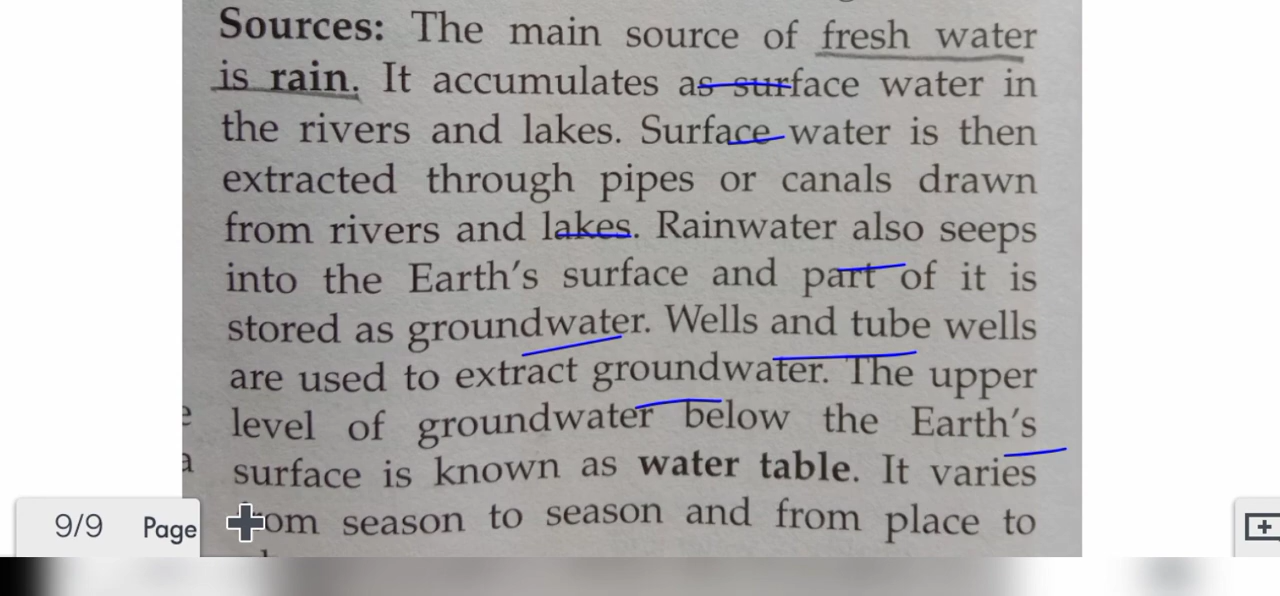 Sources: The main source of fresh water
is rain. It accumulates as surface water in
the rivers and lakes. Surface water is then
extracted through pipes or canals drawn
from rivers and lakes. Rainwater also seeps
into the Earth's surface and part of it is
stored as groundwater. Wells and tube wells
are used to extract groundwater. The upper
level of groundwater below the Earth's
surface is known as water table. It varies
from season to season and from place to
e
a
9/9 Page